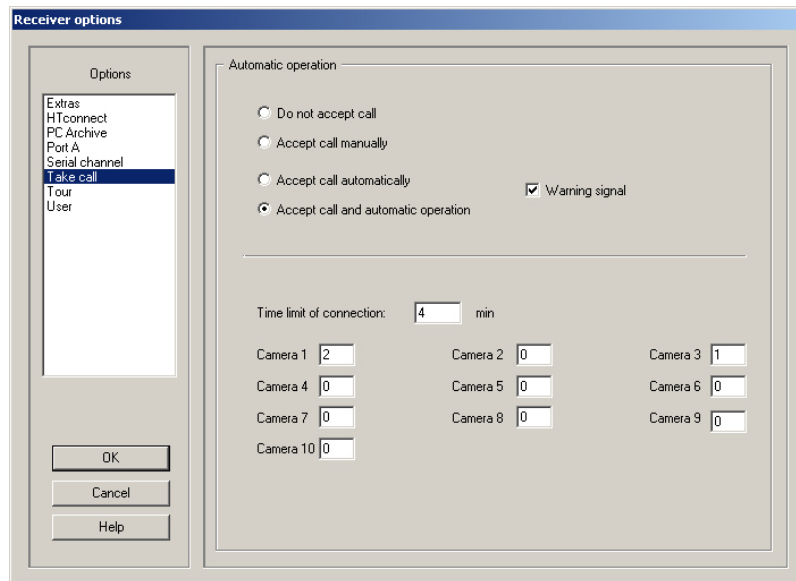 Receiver options
Options
Extras
HTconnect
PC Archive
Port A
Serial channel
Take call
Tour
User
OK
Cancel
Help
Automatic operation
Do not accept call
Accept call manually
Accept call automatically
Warning signal
Accept call and automatic operation
Time limit of connection: 4 min
Camera 1 2 Camera 2 0 Camera 3 1
Camera 4 0 Camera 5 0 Camera 6 0
Camera 7 0 Camera 8 0 Camera 9 0
Camera 10 0